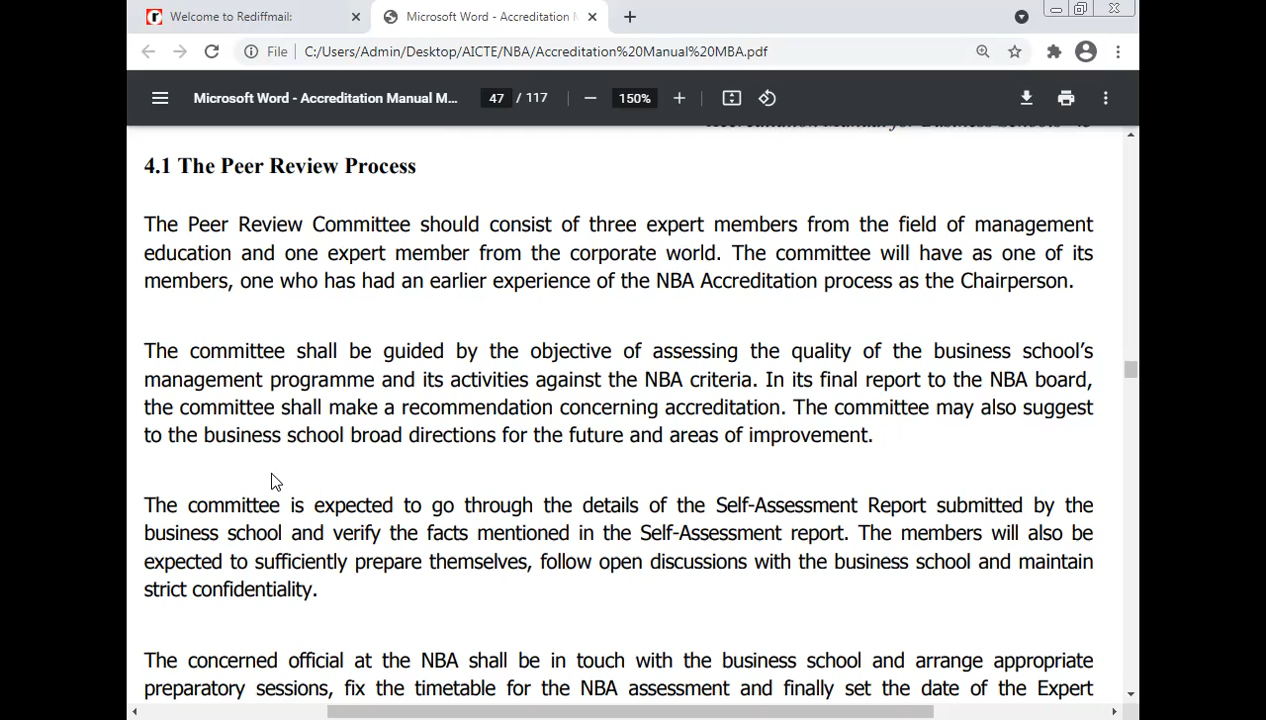 Welcome to Rediffmail:
Microsoft Word - Accreditation M
File C:/Users/Admin/Desktop/AICTE/NBA/Accreditation%20Manual%20MBA.pdf
Microsoft Word - Accreditation Manual M... 47 / 117 150%
4.1 The Peer Review Process
The Peer Review Committee should consist of three expert members from the field of management
education and one expert member from the corporate world. The committee will have as one of its
members, one who has had an earlier experience of the NBA Accreditation process as the Chairperson.
The committee shall be guided by the objective of assessing the quality of the business school's
management programme and its activities against the NBA criteria. In its final report to the NBA board,
the committee shall make a recommendation concerning accreditation. The committee may also suggest
to the business school broad directions for the future and areas of improvement.
The committee is expected to go through the details of the Self-Assessment Report submitted by the
business school and verify the facts mentioned in the Self-Assessment report. The members will also be
expected to sufficiently prepare themselves, follow open discussions with the business school and maintain
strict confidentiality.
The concerned official at the NBA shall be in touch with the business school and arrange appropriate
preparatory sessions, fix the timetable for the NBA assessment and finally set the date of the Expert